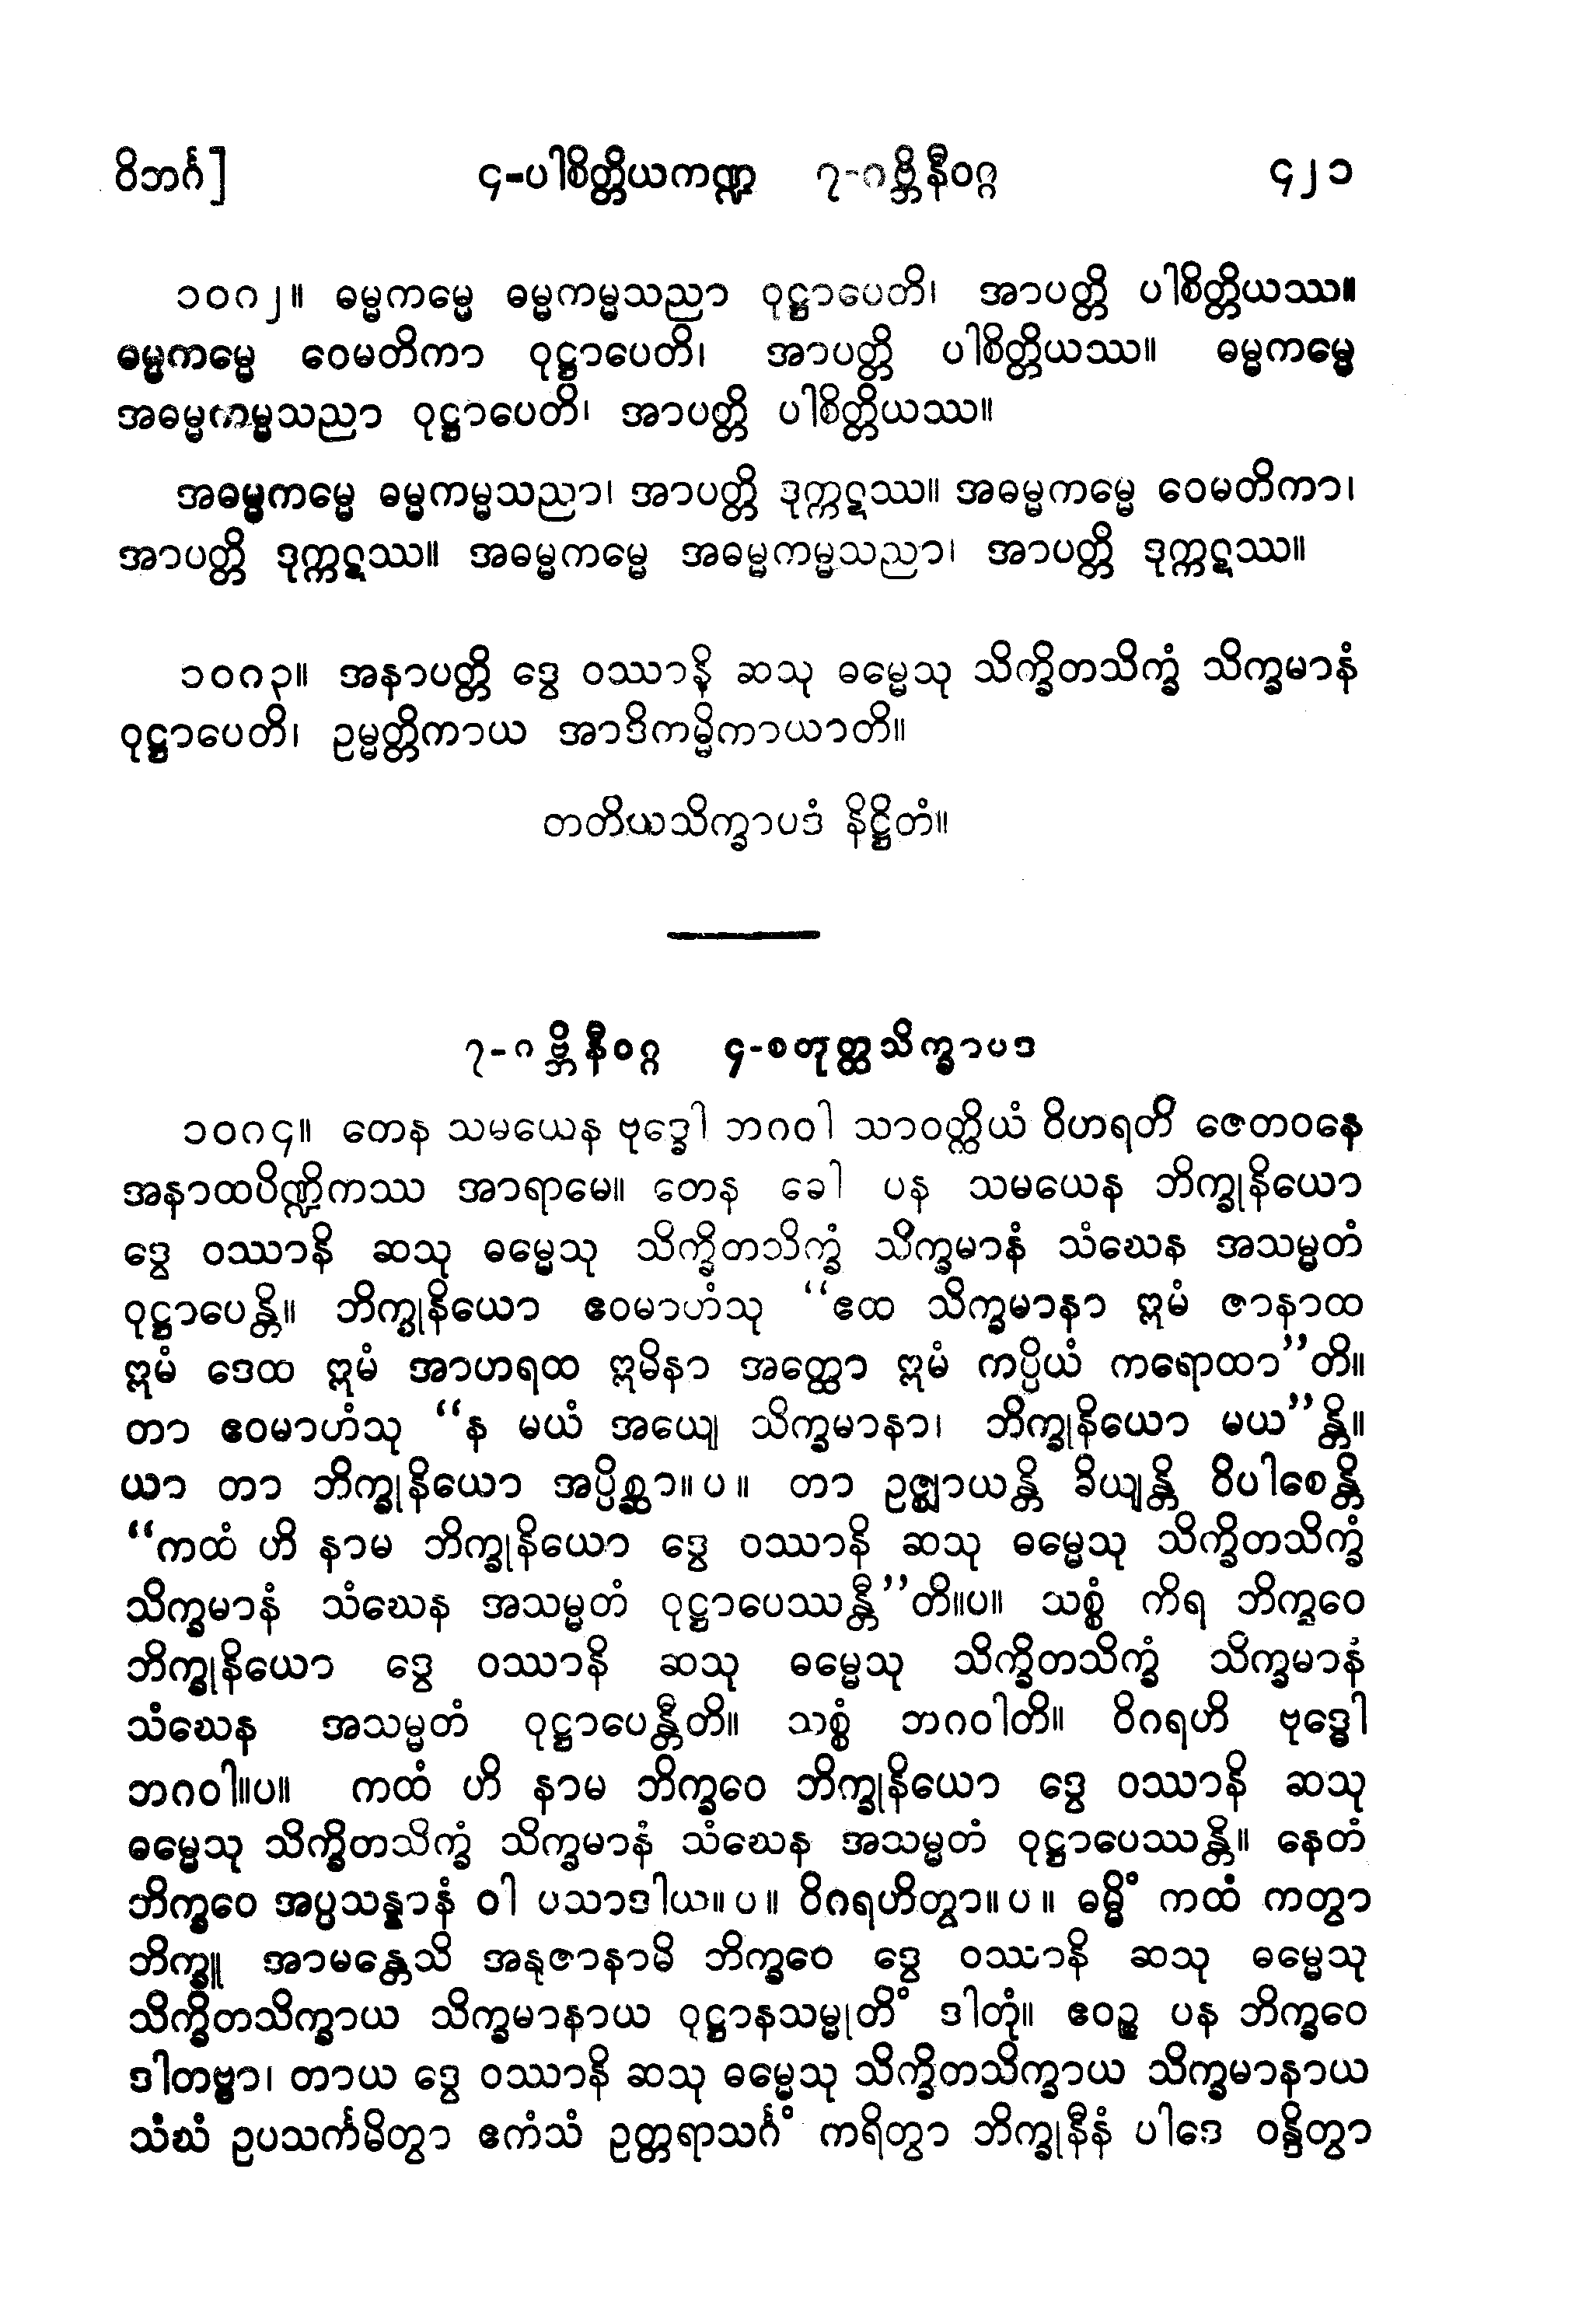 ဝိဘင်္ဂ] ၄-ပါစိတ္တိယကဏ္ဍ ၇-ဂဗ္ဘိနီဝဂ္ဂ ၄၂၁
၁၀၈၂။ ဓမ္မကမ္မေ ဓမ္မကမ္မသညာ ဝုဋ္ဌာပေတိ၊ အာပတ္တိ ပါစိတ္တိယဿ။
ဓမ္မကမ္မေ ဝေမတိကာ ဝုဋ္ဌာပေတိ၊ အာပတ္တိ ပါစိတ္တိယဿ။ ဓမ္မကမ္မေ
အဓမ္မကမ္မသညာ ဝုဋ္ဌာပေတိ၊ အာပတ္တိ ပါစိတ္တိယဿ။
အဓမ္မကမ္မေ ဓမ္မကမ္မသညာ၊ အာပတ္တိ ဒုက္ကဋဿ။ အဓမ္မကမ္မေ ဝေမတိကာ၊
အာပတ္တိ ဒုက္ကဋဿ။ အဓမ္မကမ္မေ အဓမ္မကမ္မသညာ၊ အာပတ္တိ ဒုက္ကဋဿ။
၁၀၈၃။ အနာပတ္တိ ဒွေ ဝဿာနိ ဆသု ဓမ္မေသု သိက္ခိတသိက္ခံ သိက္ခမာနံ
ဝုဋ္ဌာပေတိ၊ ဥမ္မတ္တိကာယ အာဒိကမ္မိကာယာတိ။
တတိယသိက္ခာပဒံ နိဋ္ဌိတံ။
၇-ဂဗ္ဘိနီဝဂ္ဂ ၄-စတုတ္ထသိက္ခာပဒ
၁၀၈၄။ တေန သမယေန ဗုဒ္ဓေါ ဘဂဝါ သာဝတ္ထိယံ ဝိဟရတိ ဇေတဝနေ
အနာထပိဏ္ဍိကဿ အာရာမေ။ တေန ခေါ ပန သမယေန ဘိက္ခုနိယော
ဒွေ ဝဿာနိ ဆသု ဓမ္မေသု သိက္ခိတသိက္ခံ သိက္ခမာနံ သံဃေန အသမ္မတံ
ဝုဋ္ဌာပေန္တိ။ ဘိက္ခုနိယော ဧဝမာဟံသု “ဧထ သိက္ခမာနာ ဣမံ ဇာနာထ
ဣမံ ဒေထ ဣမံ အာဟရထ ဣမိနာ အတ္ထော ဣမံ ကပ္ပိယံ ကရောထာ”တိ။
တာ ဧဝမာဟံသု “န မယံ အယျေ သိက္ခမာနာ၊ ဘိက္ခုနိယော မယ”န္တိ။
ယာ တာ ဘိက္ခုနိယော အပ္ပိစ္ဆာ။ပ။ တာ ဥဇ္ဈာယန္တိ ခိယျန္တိ ဝိပါစေန္တိ
“ကထံ ဟိ နာမ ဘိက္ခုနိယော ဒွေ ဝဿာနိ ဆသု ဓမ္မေသု သိက္ခိတသိက္ခံ
သိက္ခမာနံ သံဃေန အသမ္မတံ ဝုဋ္ဌာပေဿန္တီ”တိ။ပ။ သစ္စံ ကိရ ဘိက္ခဝေ
ဘိက္ခုနိယော ဒွေ ဝဿာနိ ဆသု ဓမ္မေသု သိက္ခိတသိက္ခံ သိက္ခမာနံ
သံဃေန အသမ္မတံ ဝုဋ္ဌာပေန္တီတိ။ သစ္စံ ဘဂဝါတိ။ ဝိဂရဟိ ဗုဒ္ဓေါ
ဘဂဝါ။ပ။ ကထံ ဟိ နာမ ဘိက္ခဝေ ဘိက္ခုနိယော ဒွေ ဝဿာနိ ဆသု
ဓမ္မေသု သိက္ခိတသိက္ခံ သိက္ခမာနံ သံဃေန အသမ္မတံ ဝုဋ္ဌာပေဿန္တိ။ နေတံ
ဘိက္ခဝေ အပ္ပသန္နာနံ ဝါ ပသာဒါယ။ပ။ ဝိဂရဟိတွာ။ပ။ ဓမ္မိံ ကထံ ကတွာ
ဘိက္ခူ အာမန္တေသိ အနုဇာနာမိ ဘိက္ခဝေ ဒွေ ဝဿာနိ ဆသု ဓမ္မေသု
သိက္ခိတသိက္ခာယ သိက္ခမာနာယ ဝုဋ္ဌာနသမ္မုတိံ ဒါတုံ။ ဧဝဉ္စ ပန ဘိက္ခဝေ
ဒါတဗ္ဗာ၊ တာယ ဒွေ ဝဿာနိ ဆသု ဓမ္မေသု သိက္ခိတသိက္ခာယ သိက္ခမာနာယ
သံဃံ ဥပသင်္ကမိတွာ ဧကံသံ ဥတ္တရာသင်္ဂံ ကရိတွာ ဘိက္ခုနီနံ ပါဒေ ဝန္ဒိတွာ